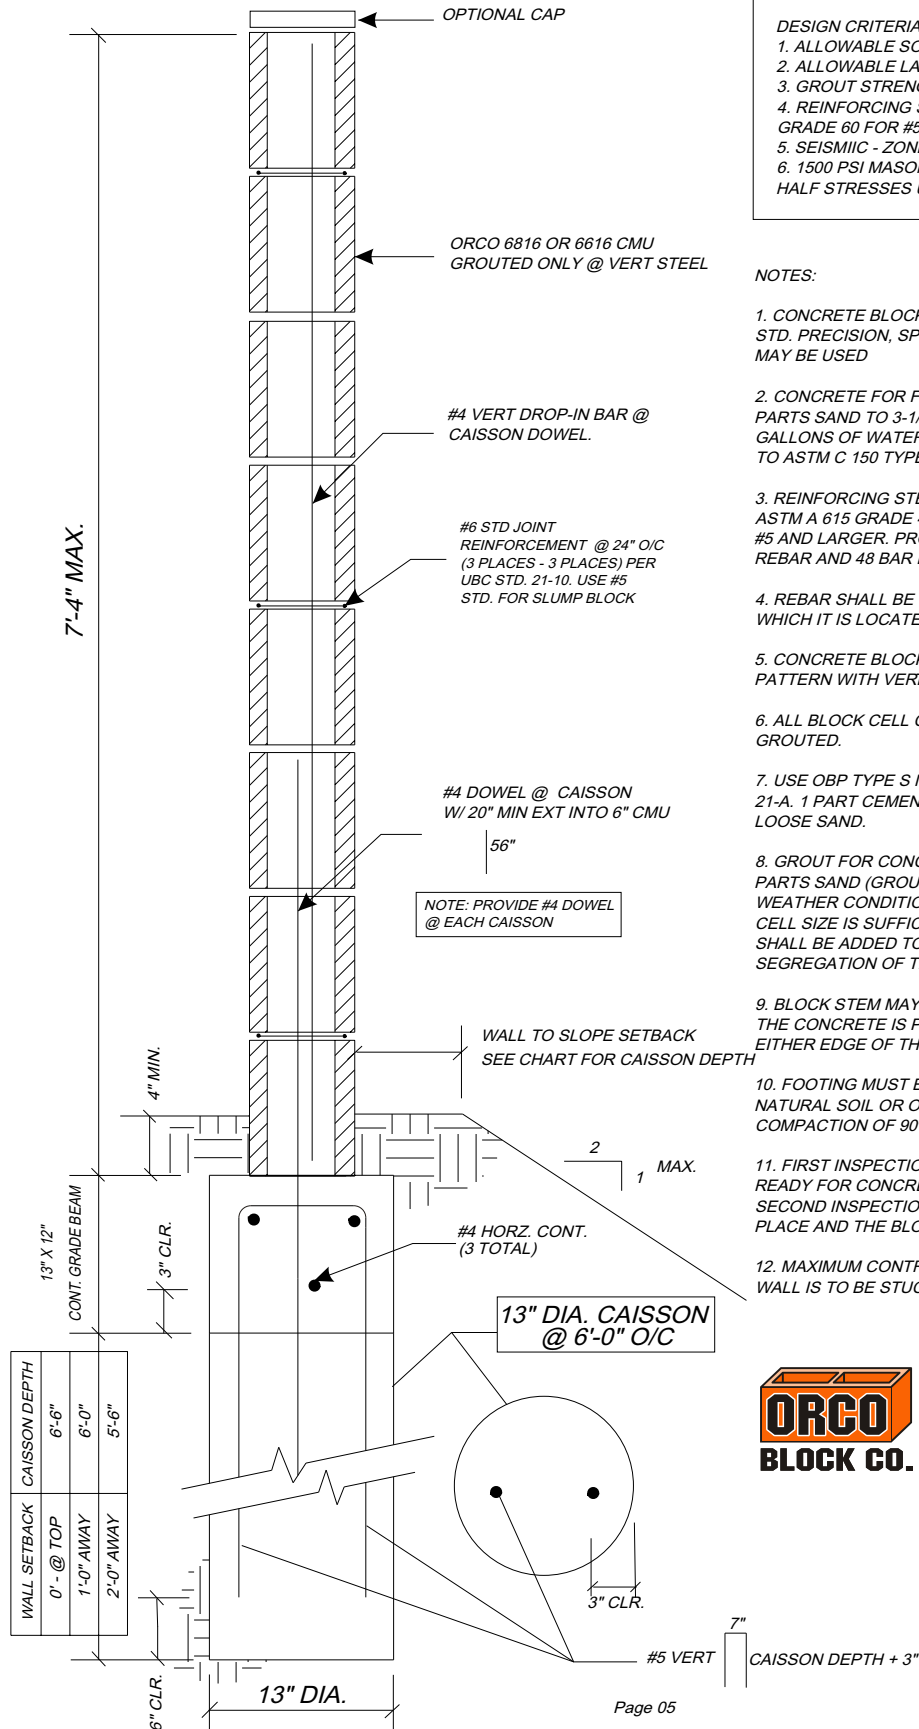 OPTIONAL CAP
DESIGN CRITERIA
1. ALLOWABLE SO
2. ALLOWABLE LA
3. GROUT STRENG
4. REINFORCING S
GRADE 60 FOR #5
5. SEISMIIC - ZON
6. 1500 PSI MASO
HALF STRESSES U
ORCO 6816 OR 6616 CMU
GROUTED ONLY @ VERT STEEL
NOTES:
1. CONCRETE BLOCK
STD. PRECISION, SP
MAY BE USED
2. CONCRETE FOR F
PARTS SAND TO 3-1/
GALLONS OF WATER
TO ASTM C 150 TYPE
3. REINFORCING STE
ASTM A 615 GRADE 4
#5 AND LARGER. PRO
REBAR AND 48 BAR
4. REBAR SHALL BE
WHICH IT IS LOCATE
5. CONCRETE BLOCK
PATTERN WITH VERT
6. ALL BLOCK CELL C
GROUTED.
7. USE OBP TYPE S
21-A. 1 PART CEMENT
LOOSE SAND.
8. GROUT FOR CONC
PARTS SAND (GROU
WEATHER CONDITIO
CELL SIZE IS SUFFIC
SHALL BE ADDED TO
SEGREGATION OF T
9. BLOCK STEM MAY
THE CONCRETE IS P
EITHER EDGE OF TH
10. FOOTING MUST B
NATURAL SOIL OR O
COMPACTION OF 90
11. FIRST INSPECTIO
READY FOR CONCRE
SECOND INSPECTIO
PLACE AND THE BLO
12. MAXIMUM CONTR
WALL IS TO BE STUC
#4 VERT DROP-IN BAR @
CAISSON DOWEL.
#6 STD JOINT
REINFORCEMENT @ 24" O/C
(3 PLACES - 3 PLACES) PER
UBC STD. 21-10. USE #5
STD. FOR SLUMP BLOCK
7'-4" MAX.
#4 DOWEL @ CAISSON
W/ 20" MIN EXT INTO 6" CMU
56"
NOTE: PROVIDE #4 DOWEL
@ EACH CAISSON
WALL TO SLOPE SETBACK
SEE CHART FOR CAISSON DEPTH
4" MIN.
2
1
MAX.
13" X 12"
CONT. GRADE BEAM
3" CLR.
#4 HORZ. CONT.
(3 TOTAL)
13" DIA. CAISSON
@ 6'-0" O/C
WALL SETBACK CAISSON DEPTH
0' - @ TOP 6'-6"
1'-0" AWAY 6'-0"
2'-0" AWAY 5'-6"
ORCO
BLOCK CO.
3" CLR.
6" CLR.
13" DIA.
#5 VERT
7"
CAISSON DEPTH + 3"
Page 05